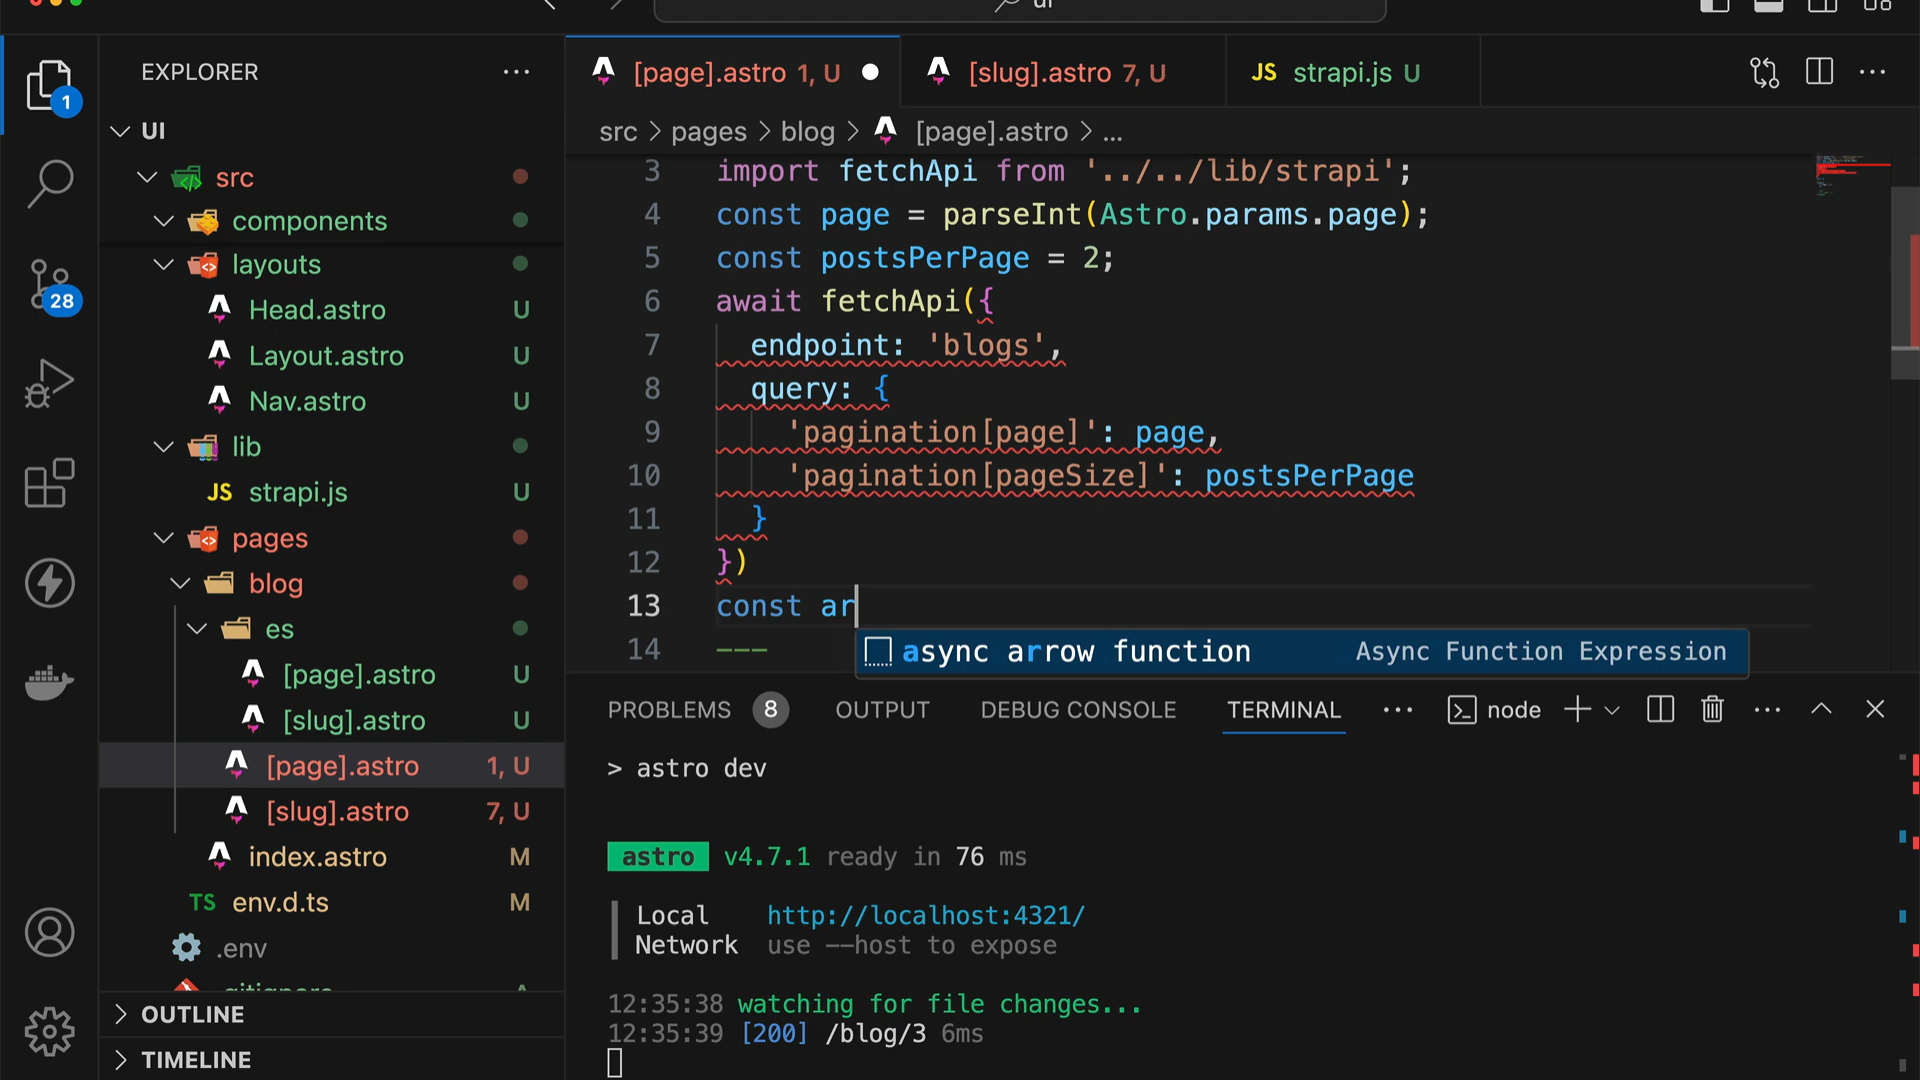 EXPLORER
1
UI
src
components
layouts
Head.astro U
Layout.astro U
28
Nav.astro U
lib
JS strapi.js U
pages
blog
es
[page].astro U
[slug].astro U
[page].astro 1, U
[slug].astro 7, U
index.astro M
TS env.d.ts M
.env
.gitignore A
OUTLINE
TIMELINE
ui
[page].astro 1, U
[slug].astro 7, U
JS strapi.js U
src > pages > blog > [page].astro > ...
3 import fetchApi from '../../lib/strapi';
4 const page = parseInt(Astro.params.page);
5 const postsPerPage = 2;
6 await fetchApi({
7 endpoint: 'blogs',
8 query: {
9 'pagination[page]': page,
10 'pagination[pageSize]': postsPerPage
11 }
12 })
13 const ar
async arrow function Async Function Expression
14 ---
PROBLEMS 8 OUTPUT DEBUG CONSOLE TERMINAL node
> astro dev
astro v4.7.1 ready in 76 ms
Local http://localhost:4321/
Network use --host to expose
12:35:38 watching for file changes...
12:35:39 [200] /blog/3 6ms